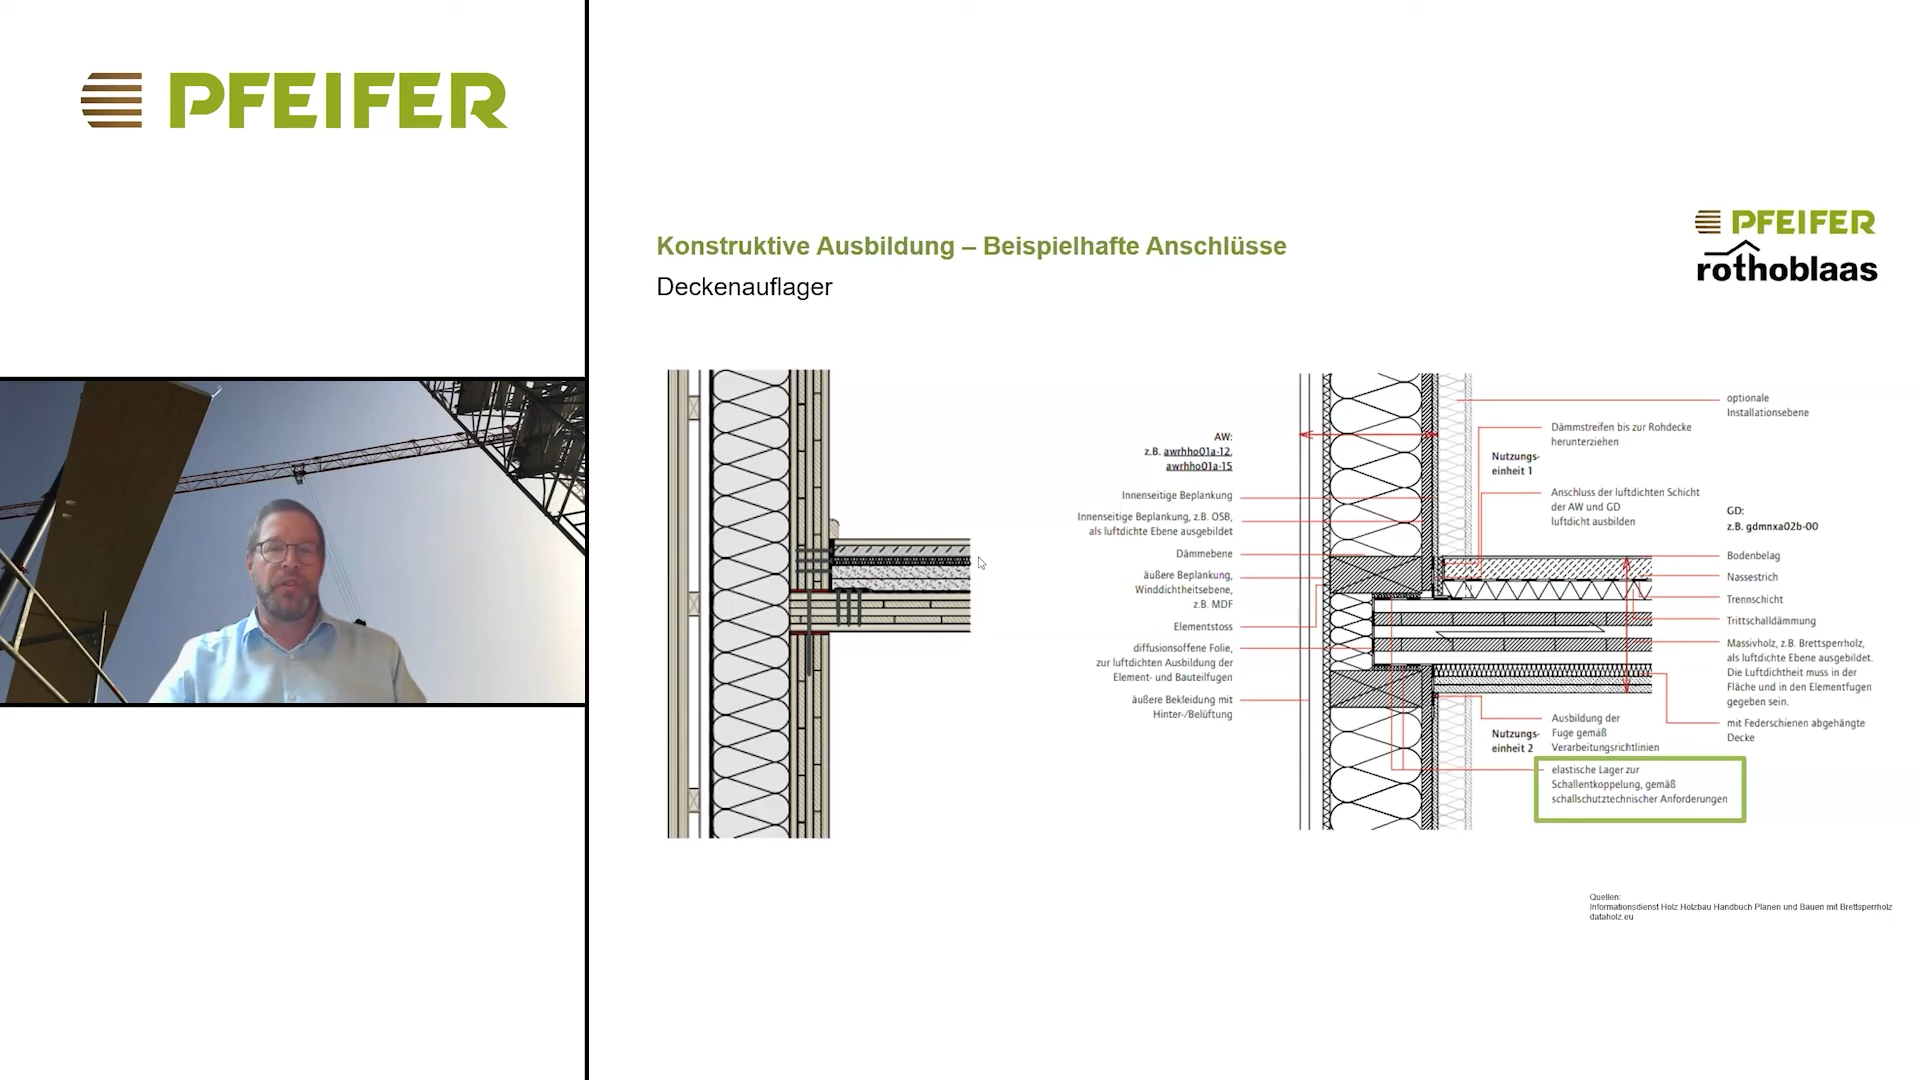 PFEIFER
PFEIFER
rothoblaas
Konstruktive Ausbildung – Beispielhafte Anschlüsse
Deckenauflager
AW:
z.B. awrhho01a-12,
awrhho01a-15
Innenseitige Beplankung
Innenseitige Beplankung, z.B. OSB,
als luftdichte Ebene ausgebildet
Dämmebene
äußere Beplankung,
Winddichtheitsebene,
z.B. MDF
Elementstoss
diffusionsoffene Folie,
zur luftdichten Ausbildung der
Element- und Bauteilfugen
äußere Bekleidung mit
Hinter-/Belüftung
Dämmstreifen bis zur Rohdecke
herunterziehen
Nutzungs-
einheit 1
Anschluss der luftdichten Schicht
der AW und GD
luftdicht ausbilden
optionale
Installationsebene
GD:
z.B. gdmnxa02b-00
Bodenbelag
Nassestrich
Trennschicht
Trittschalldämmung
Massivholz, z.B. Brettsperrholz,
als luftdichte Ebene ausgebildet.
Die Luftdichtheit muss in der
Fläche und in den Elementfugen
gegeben sein.
mit Federschienen abgehängte
Decke
Ausbildung der
Fuge gemäß
Verarbeitungsrichtlinien
Nutzungs-
einheit 2
elastische Lager zur
Schallentkoppelung, gemäß
schallschutztechnischer Anforderungen
Quellen:
Informationsdienst Holz Holzbau Handbuch Planen und Bauen mit Brettsperrholz
dataholz.eu